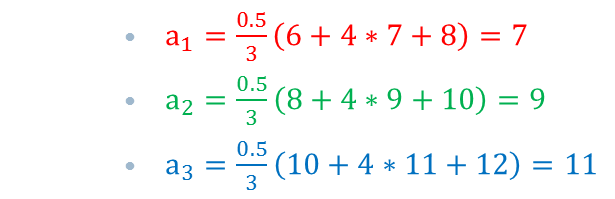 • a₁ = 0.5/3 (6 + 4 ∗ 7 + 8) = 7
• a₂ = 0.5/3 (8 + 4 ∗ 9 + 10) = 9
• a₃ = 0.5/3 (10 + 4 ∗ 11 + 12) = 11